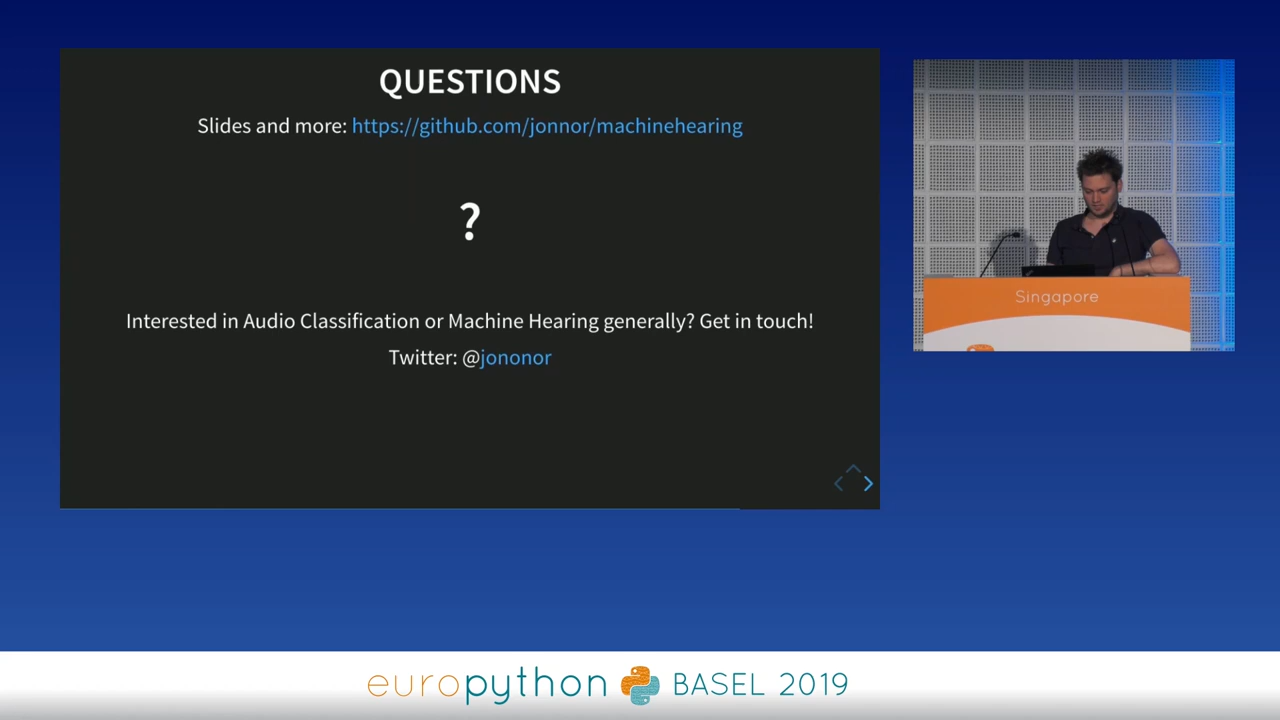 QUESTIONS
Slides and more: https://github.com/jonnor/machinehearing
?
Interested in Audio Classification or Machine Hearing generally? Get in touch!
Twitter: @jononor
Singapore
europython BASEL 2019